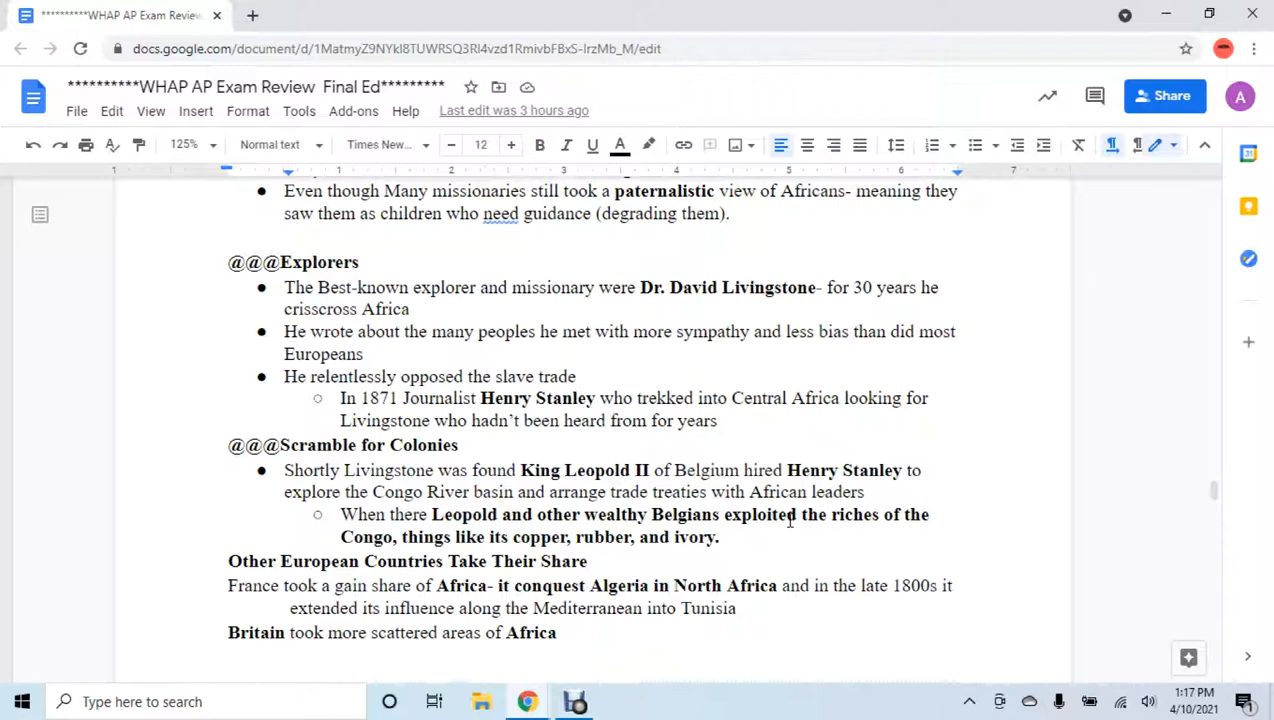 **********WHAP AP Exam Review
docs.google.com/document/d/1MatmyZ9NYkl8TUWRSQ3Rl4vzd1RmivbFBxS-lrzMb_M/edit
**********WHAP AP Exam Review Final Ed*********
File Edit View Insert Format Tools Add-ons Help Last edit was 3 hours ago
Share
A
125% Normal text Times New... 12 B I U A
1 1 2 3 4 5 6 7
Even though Many missionaries still took a paternalistic view of Africans- meaning they
saw them as children who need guidance (degrading them).
@@@Explorers
The Best-known explorer and missionary were Dr. David Livingstone- for 30 years he
crisscross Africa
He wrote about the many peoples he met with more sympathy and less bias than did most
Europeans
He relentlessly opposed the slave trade
In 1871 Journalist Henry Stanley who trekked into Central Africa looking for
Livingstone who hadn't been heard from for years
@@@Scramble for Colonies
Shortly Livingstone was found King Leopold II of Belgium hired Henry Stanley to
explore the Congo River basin and arrange trade treaties with African leaders
When there Leopold and other wealthy Belgians exploited the riches of the
Congo, things like its copper, rubber, and ivory.
Other European Countries Take Their Share
France took a gain share of Africa- it conquest Algeria in North Africa and in the late 1800s it
extended its influence along the Mediterranean into Tunisia
Britain took more scattered areas of Africa
Type here to search
1:17 PM
4/10/2021